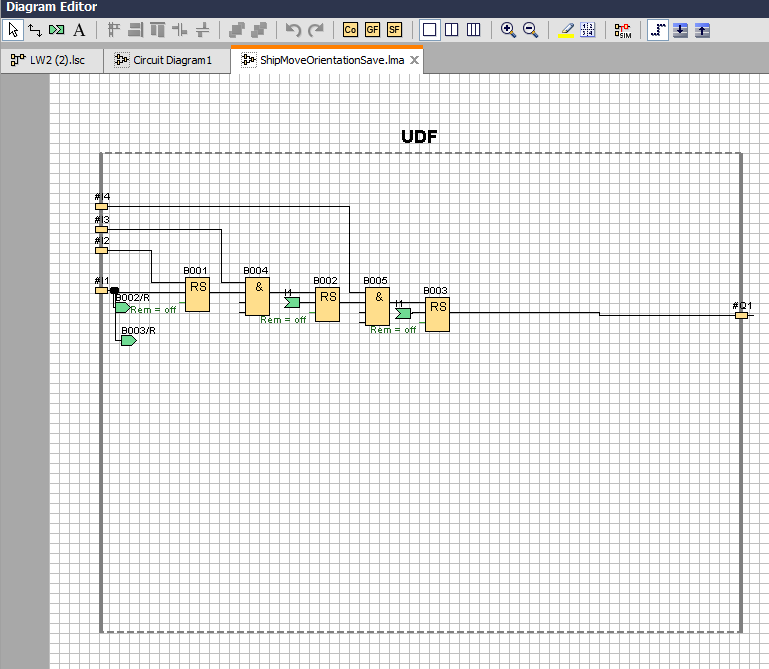 Diagram Editor
A Co GF SF SIM
LW2 (2).lsc Circuit Diagram1 ShipMoveOrientationSave.lma
UDF
#I4
#I3
#I2
#I1
B001
RS
B004
&
B002
RS
B005
&
B003
RS
I1
I1
B002/R
Rem = off
Rem = off
Rem = off
B003/R
#Q1